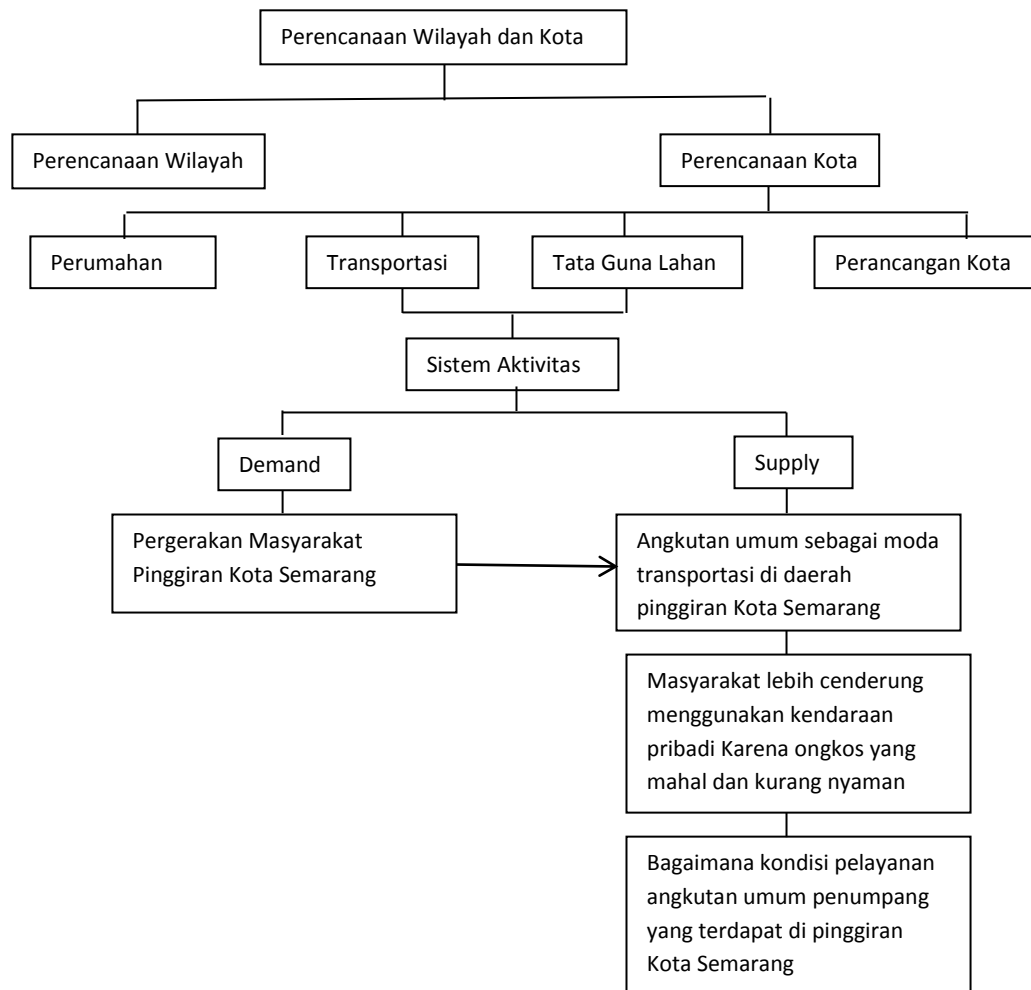 Perencanaan Wilayah dan Kota
Perencanaan Wilayah
Perencanaan Kota
Perumahan
Transportasi
Tata Guna Lahan
Perancangan Kota
Sistem Aktivitas
Demand
Supply
Pergerakan Masyarakat
Pinggiran Kota Semarang
Angkutan umum sebagai moda
transportasi di daerah
pinggiran Kota Semarang
Masyarakat lebih cenderung
menggunakan kendaraan
pribadi Karena ongkos yang
mahal dan kurang nyaman
Bagaimana kondisi pelayanan
angkutan umum penumpang
yang terdapat di pinggiran
Kota Semarang